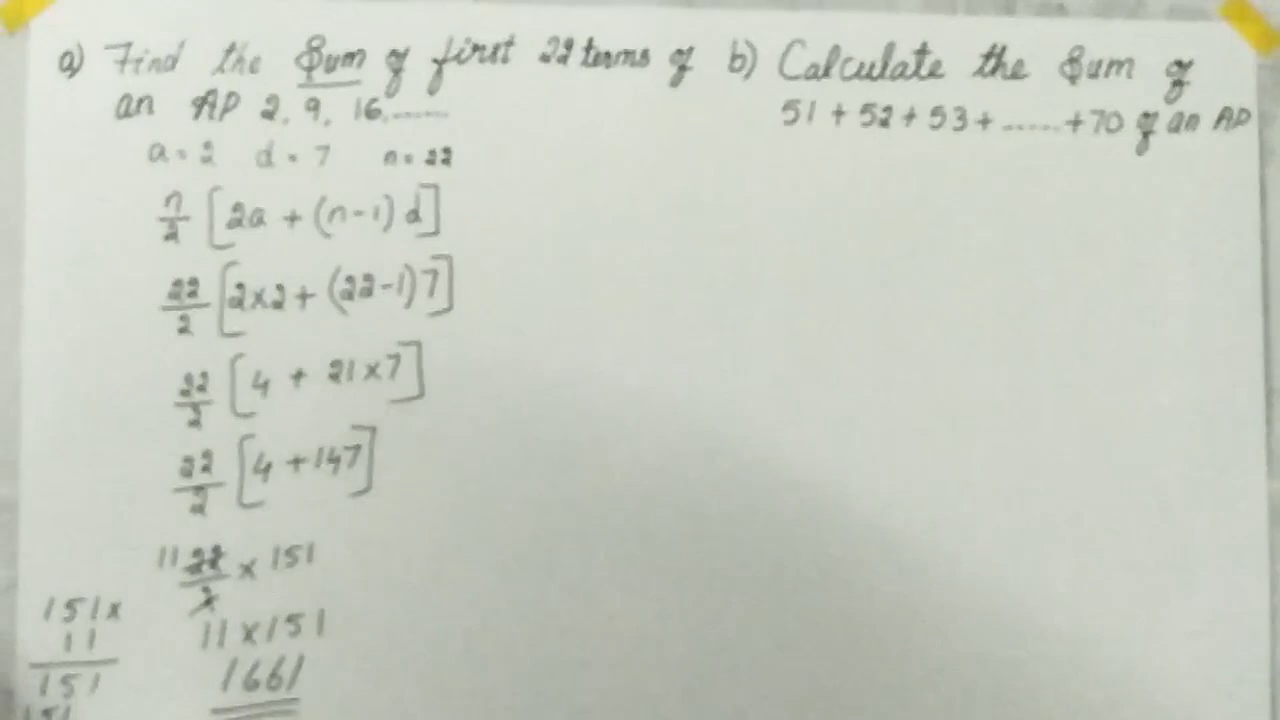 a) Find the Sum of first 22 terms of
an AP 2, 9, 16,......
a = 2 d = 7 n = 22
n/2 [2a + (n-1) d]
22/2 [2×2 + (22-1) 7]
22/2 [4 + 21×7]
22/2 [4 + 147]
11 22/2 × 151
11 × 151
1661
151×
11
151
151
b) Calculate the Sum of
51 + 52 + 53 + ...... + 70 of an AP